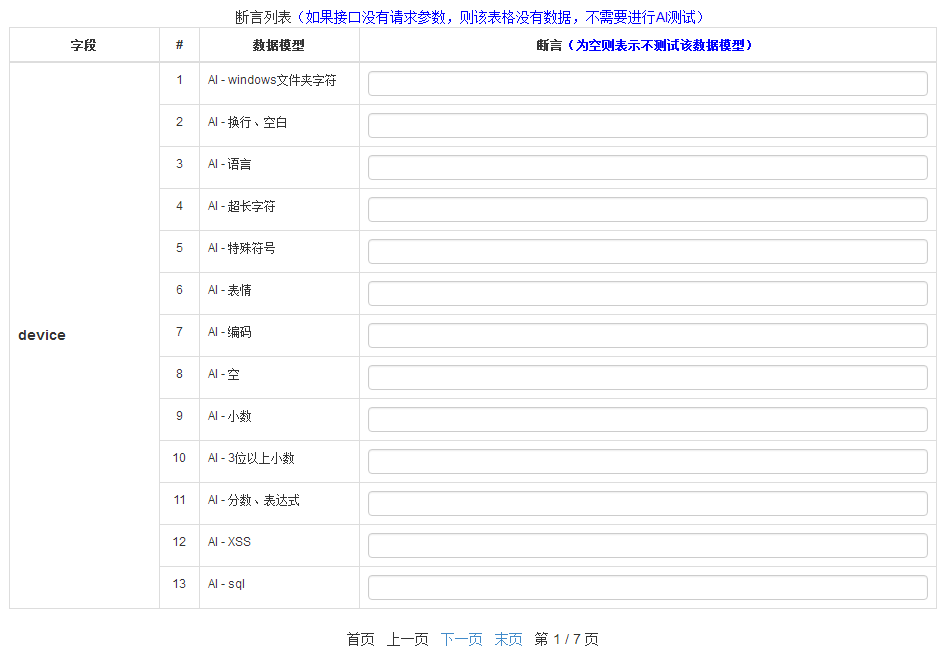 断言列表（如果接口没有请求参数，则该表格没有数据，不需要进行AI测试）
字段 # 数据模型 断言（为空则表示不测试该数据模型）
1 AI - windows文件夹字符
2 AI - 换行、空白
3 AI - 语言
4 AI - 超长字符
5 AI - 特殊符号
6 AI - 表情
device 7 AI - 编码
8 AI - 空
9 AI - 小数
10 AI - 3位以上小数
11 AI - 分数、表达式
12 AI - XSS
13 AI - sql
首页 上一页 下一页 末页 第 1 / 7 页